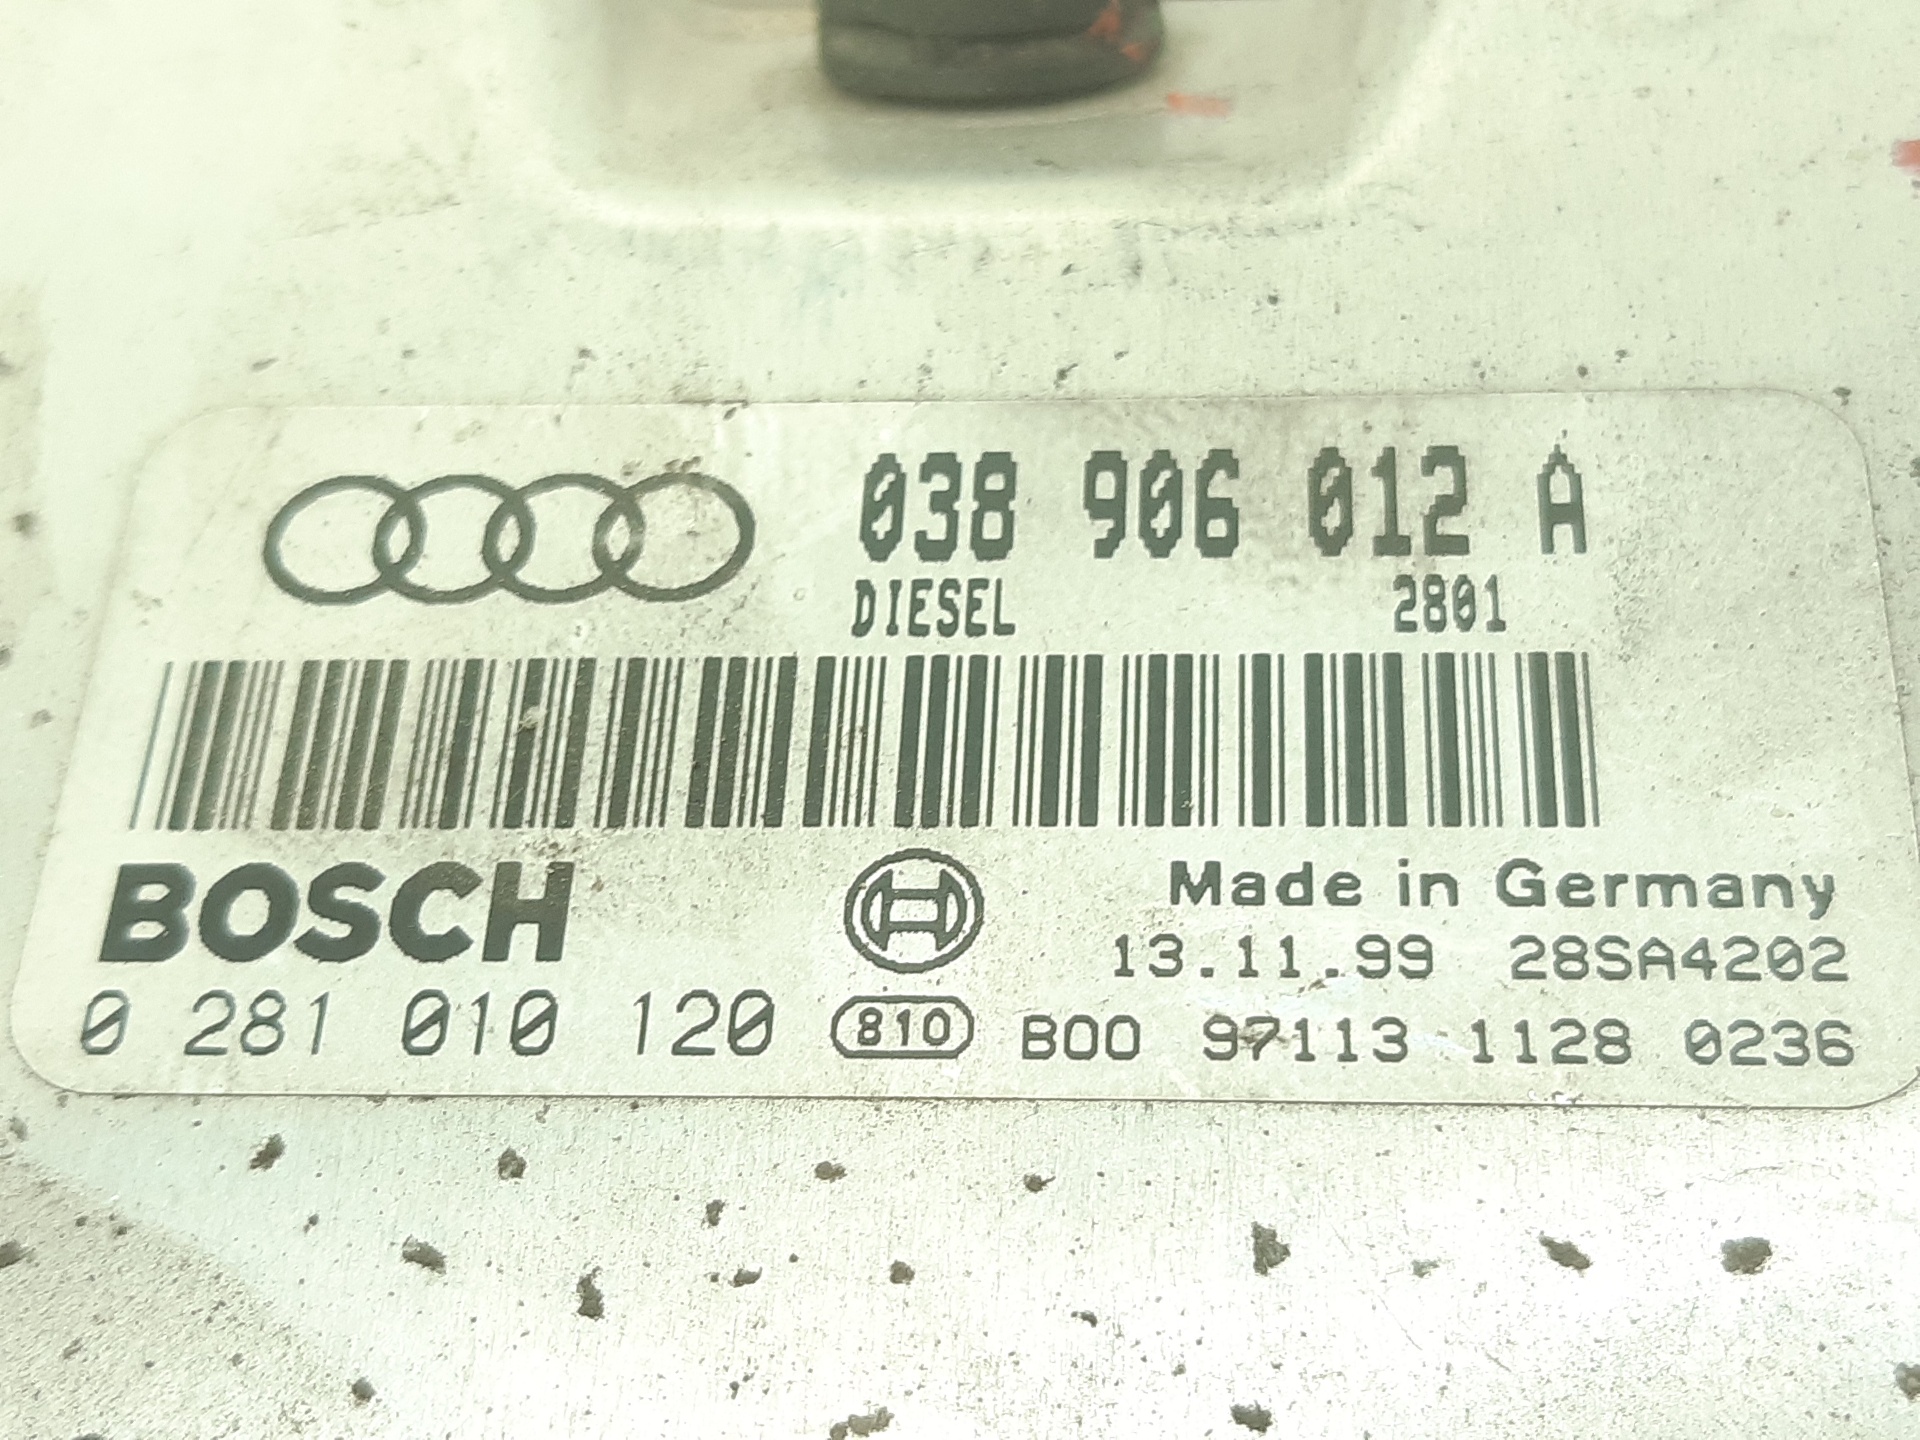 038 906 012 A
DIESEL 2801
BOSCH
Made in Germany
13.11.99 28SA4202
0 281 010 120 810 B00 97113 1128 0236